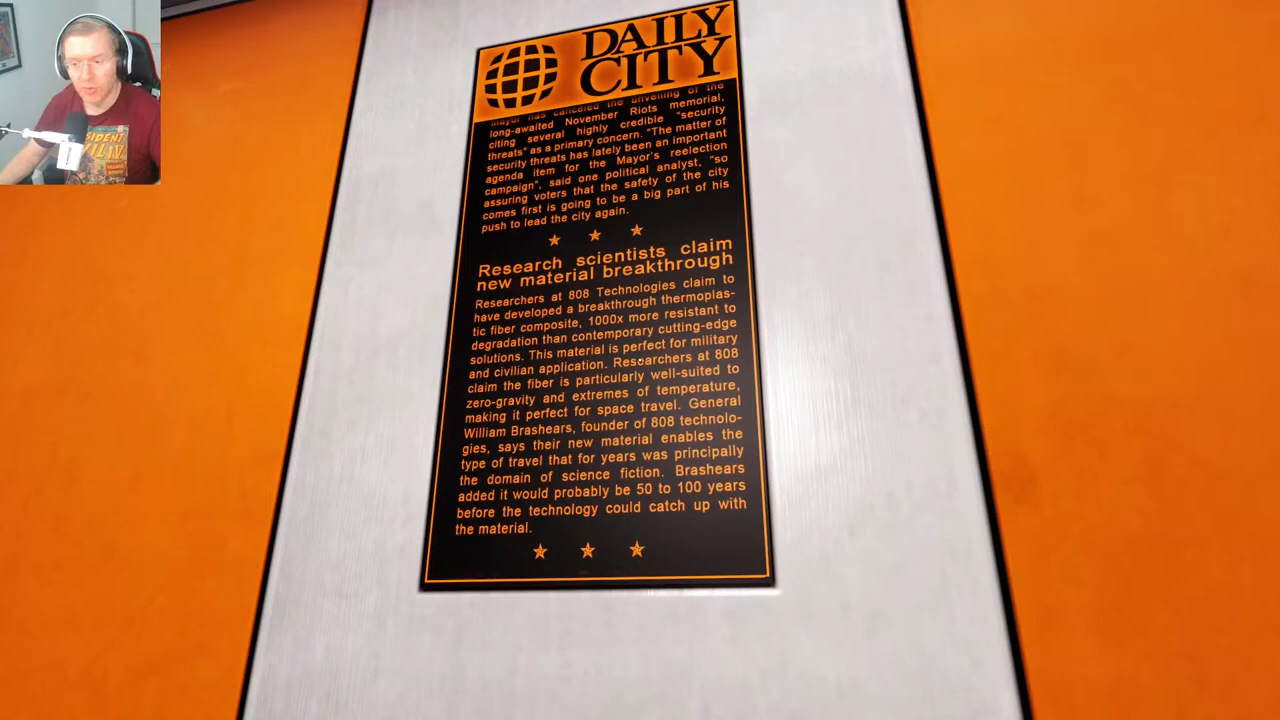 DAILY
CITY
Mayor has canceled the unveiling of the
long-awaited November Riots memorial,
citing several highly credible “security
threats” as a primary concern. “The matter of
security threats has lately been an important
agenda item for the Mayor’s reelection
campaign”, said one political analyst, “so
assuring voters that the safety of the city
comes first is going to be a big part of his
push to lead the city again.
Research scientists claim
new material breakthrough
Researchers at 808 Technologies claim to
have developed a breakthrough thermoplas-
tic fiber composite, 1000x more resistant to
degradation than contemporary cutting-edge
solutions. This material is perfect for military
and civilian application. Researchers at 808
claim the fiber is particularly well-suited to
zero-gravity and extremes of temperature,
making it perfect for space travel. General
William Brashears, founder of 808 technolo-
gies, says their new material enables the
type of travel that for years was principally
the domain of science fiction. Brashears
added it would probably be 50 to 100 years
before the technology could catch up with
the material.